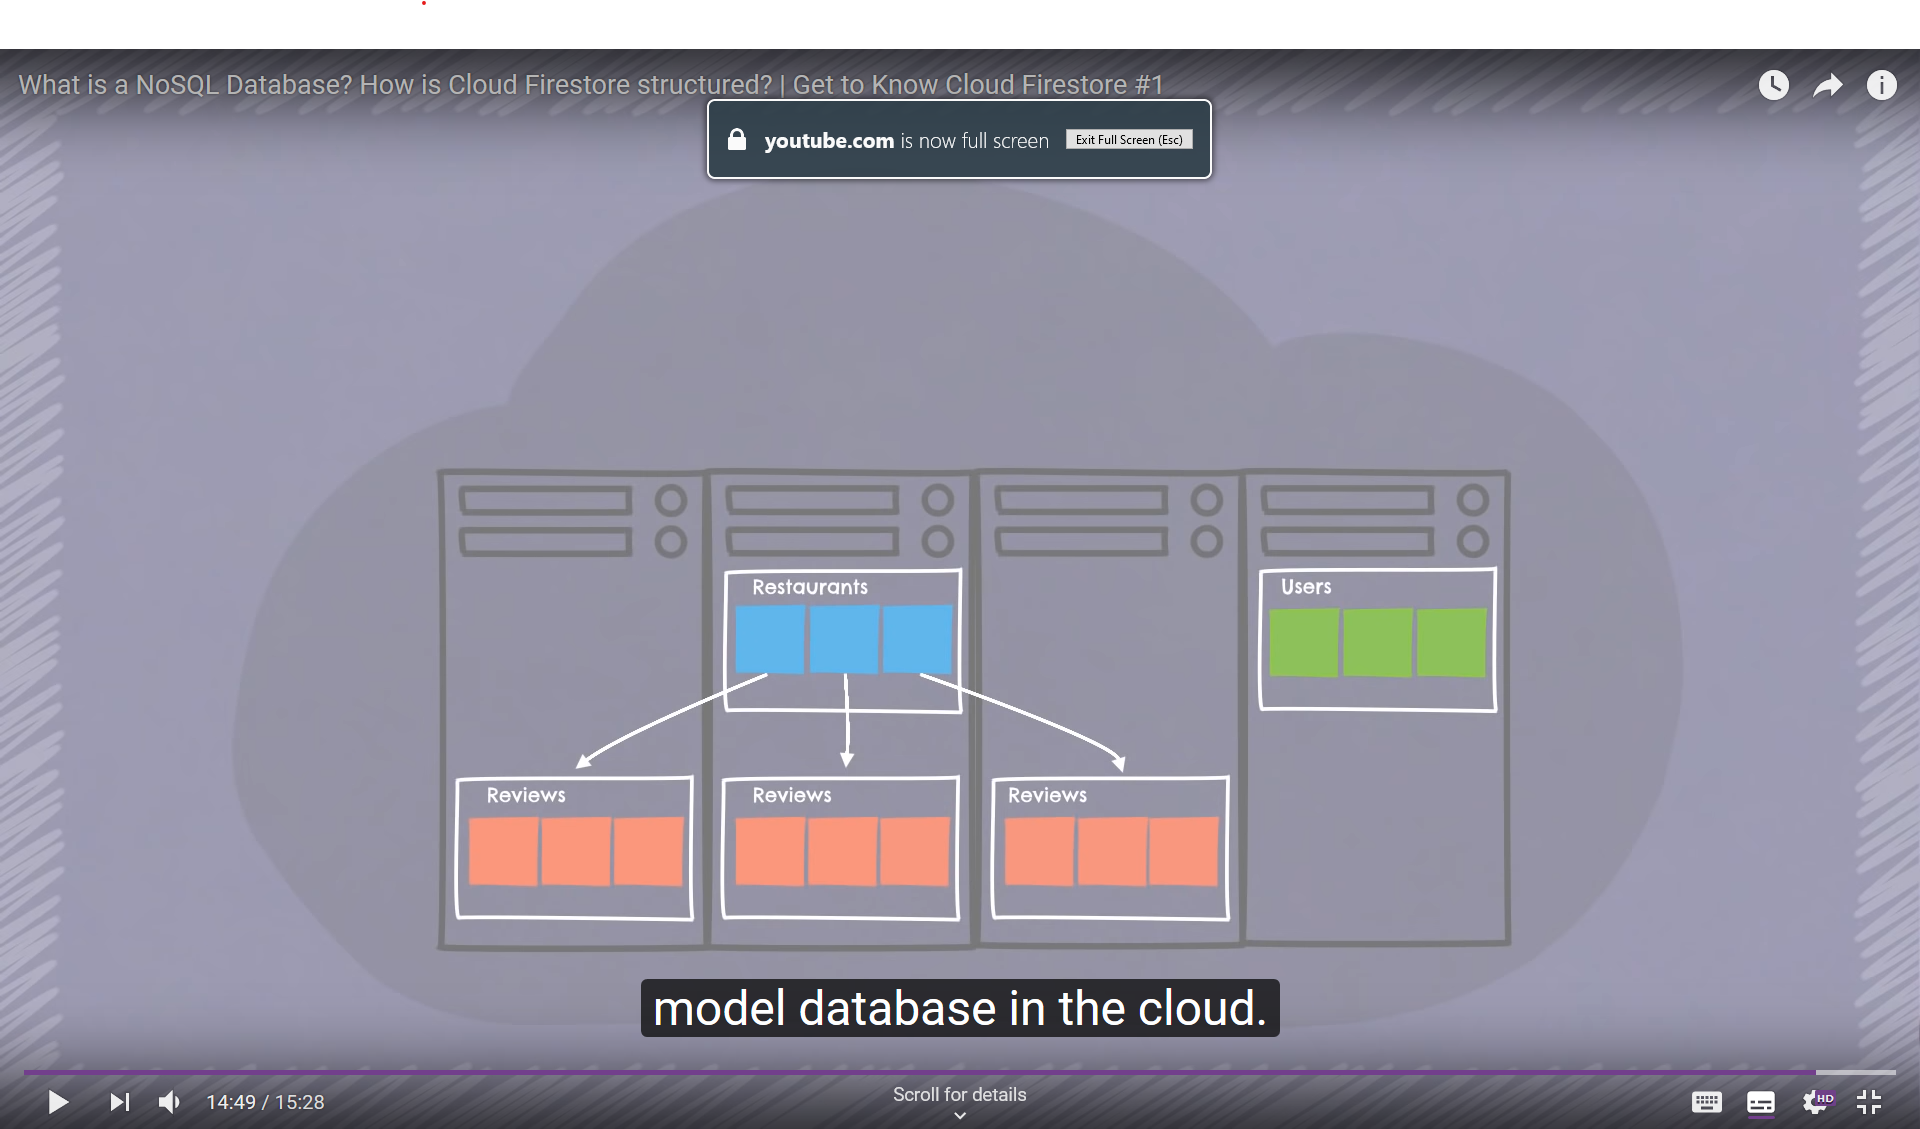 What is a NoSQL Database? How is Cloud Firestore structured? | Get to Know Cloud Firestore #1
youtube.com is now full screen Exit Full Screen (Esc)
Restaurants
Users
Reviews
Reviews
Reviews
model database in the cloud.
14:49 / 15:28
Scroll for details
HD